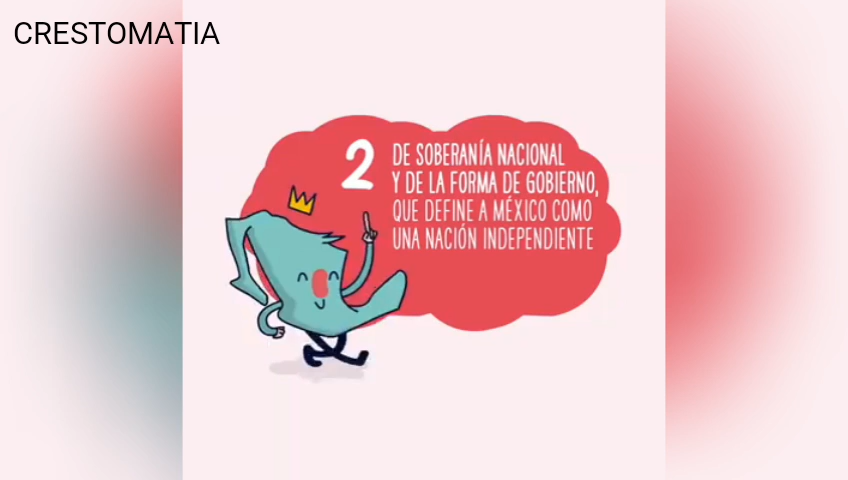 CRESTOMATIA
2
DE SOBERANÍA NACIONAL
Y DE LA FORMA DE GOBIERNO,
QUE DEFINE A MÉXICO COMO
UNA NACIÓN INDEPENDIENTE